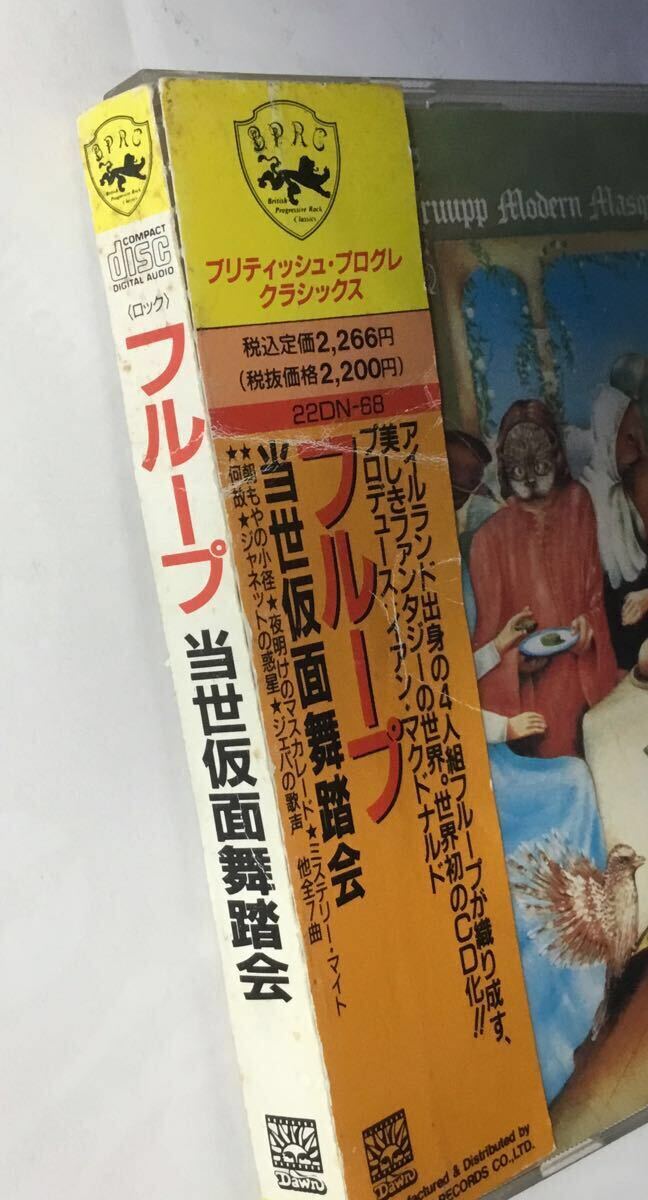 BPRC
British
Progressive Rock
Classics
COMPACT
disc
DIGITAL AUDIO
〈ロック〉
フループ
当世仮面舞踏会
Dawn
BPRC
British
Progressive Rock
Classics
ブリティッシュ・プログレ
クラシックス
税込定価2,266円
(税抜価格2,200円)
22DN-68
アイルランド出身の4人組フループが織り成す、
美しきファンタジーの世界。世界初のCD化!!
プロデュース:イアン・マクドナルド
フループ
当世仮面舞踏会
★朝もやの小径★夜明けのマスカレード★ミステリー・マイト
★何故★ジャネットの惑星★ジェバの歌声 他全7曲
Dawn
ruupp Modern Masq
factured & Distributed by
RECORDS CO.,LTD.